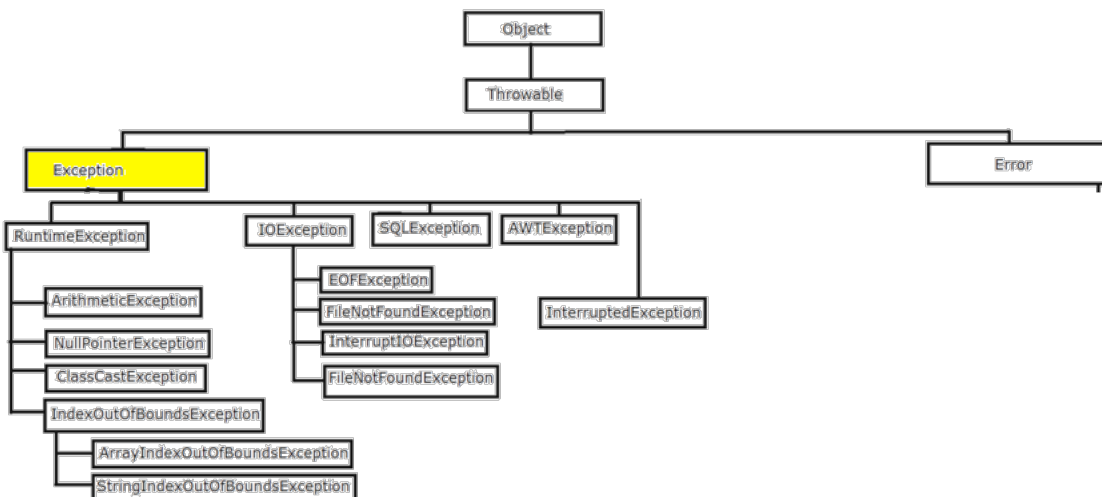 Object
Throwable
Exception
Error
RuntimeException
IOException
SQLException
AWTException
ArithmeticException
NullPointerException
ClassCastException
IndexOutOfBoundsException
ArrayIndexOutOfBoundsException
StringIndexOutOfBoundsException
EOFException
FileNotFoundException
InterruptIOException
FileNotFoundException
InterruptedException